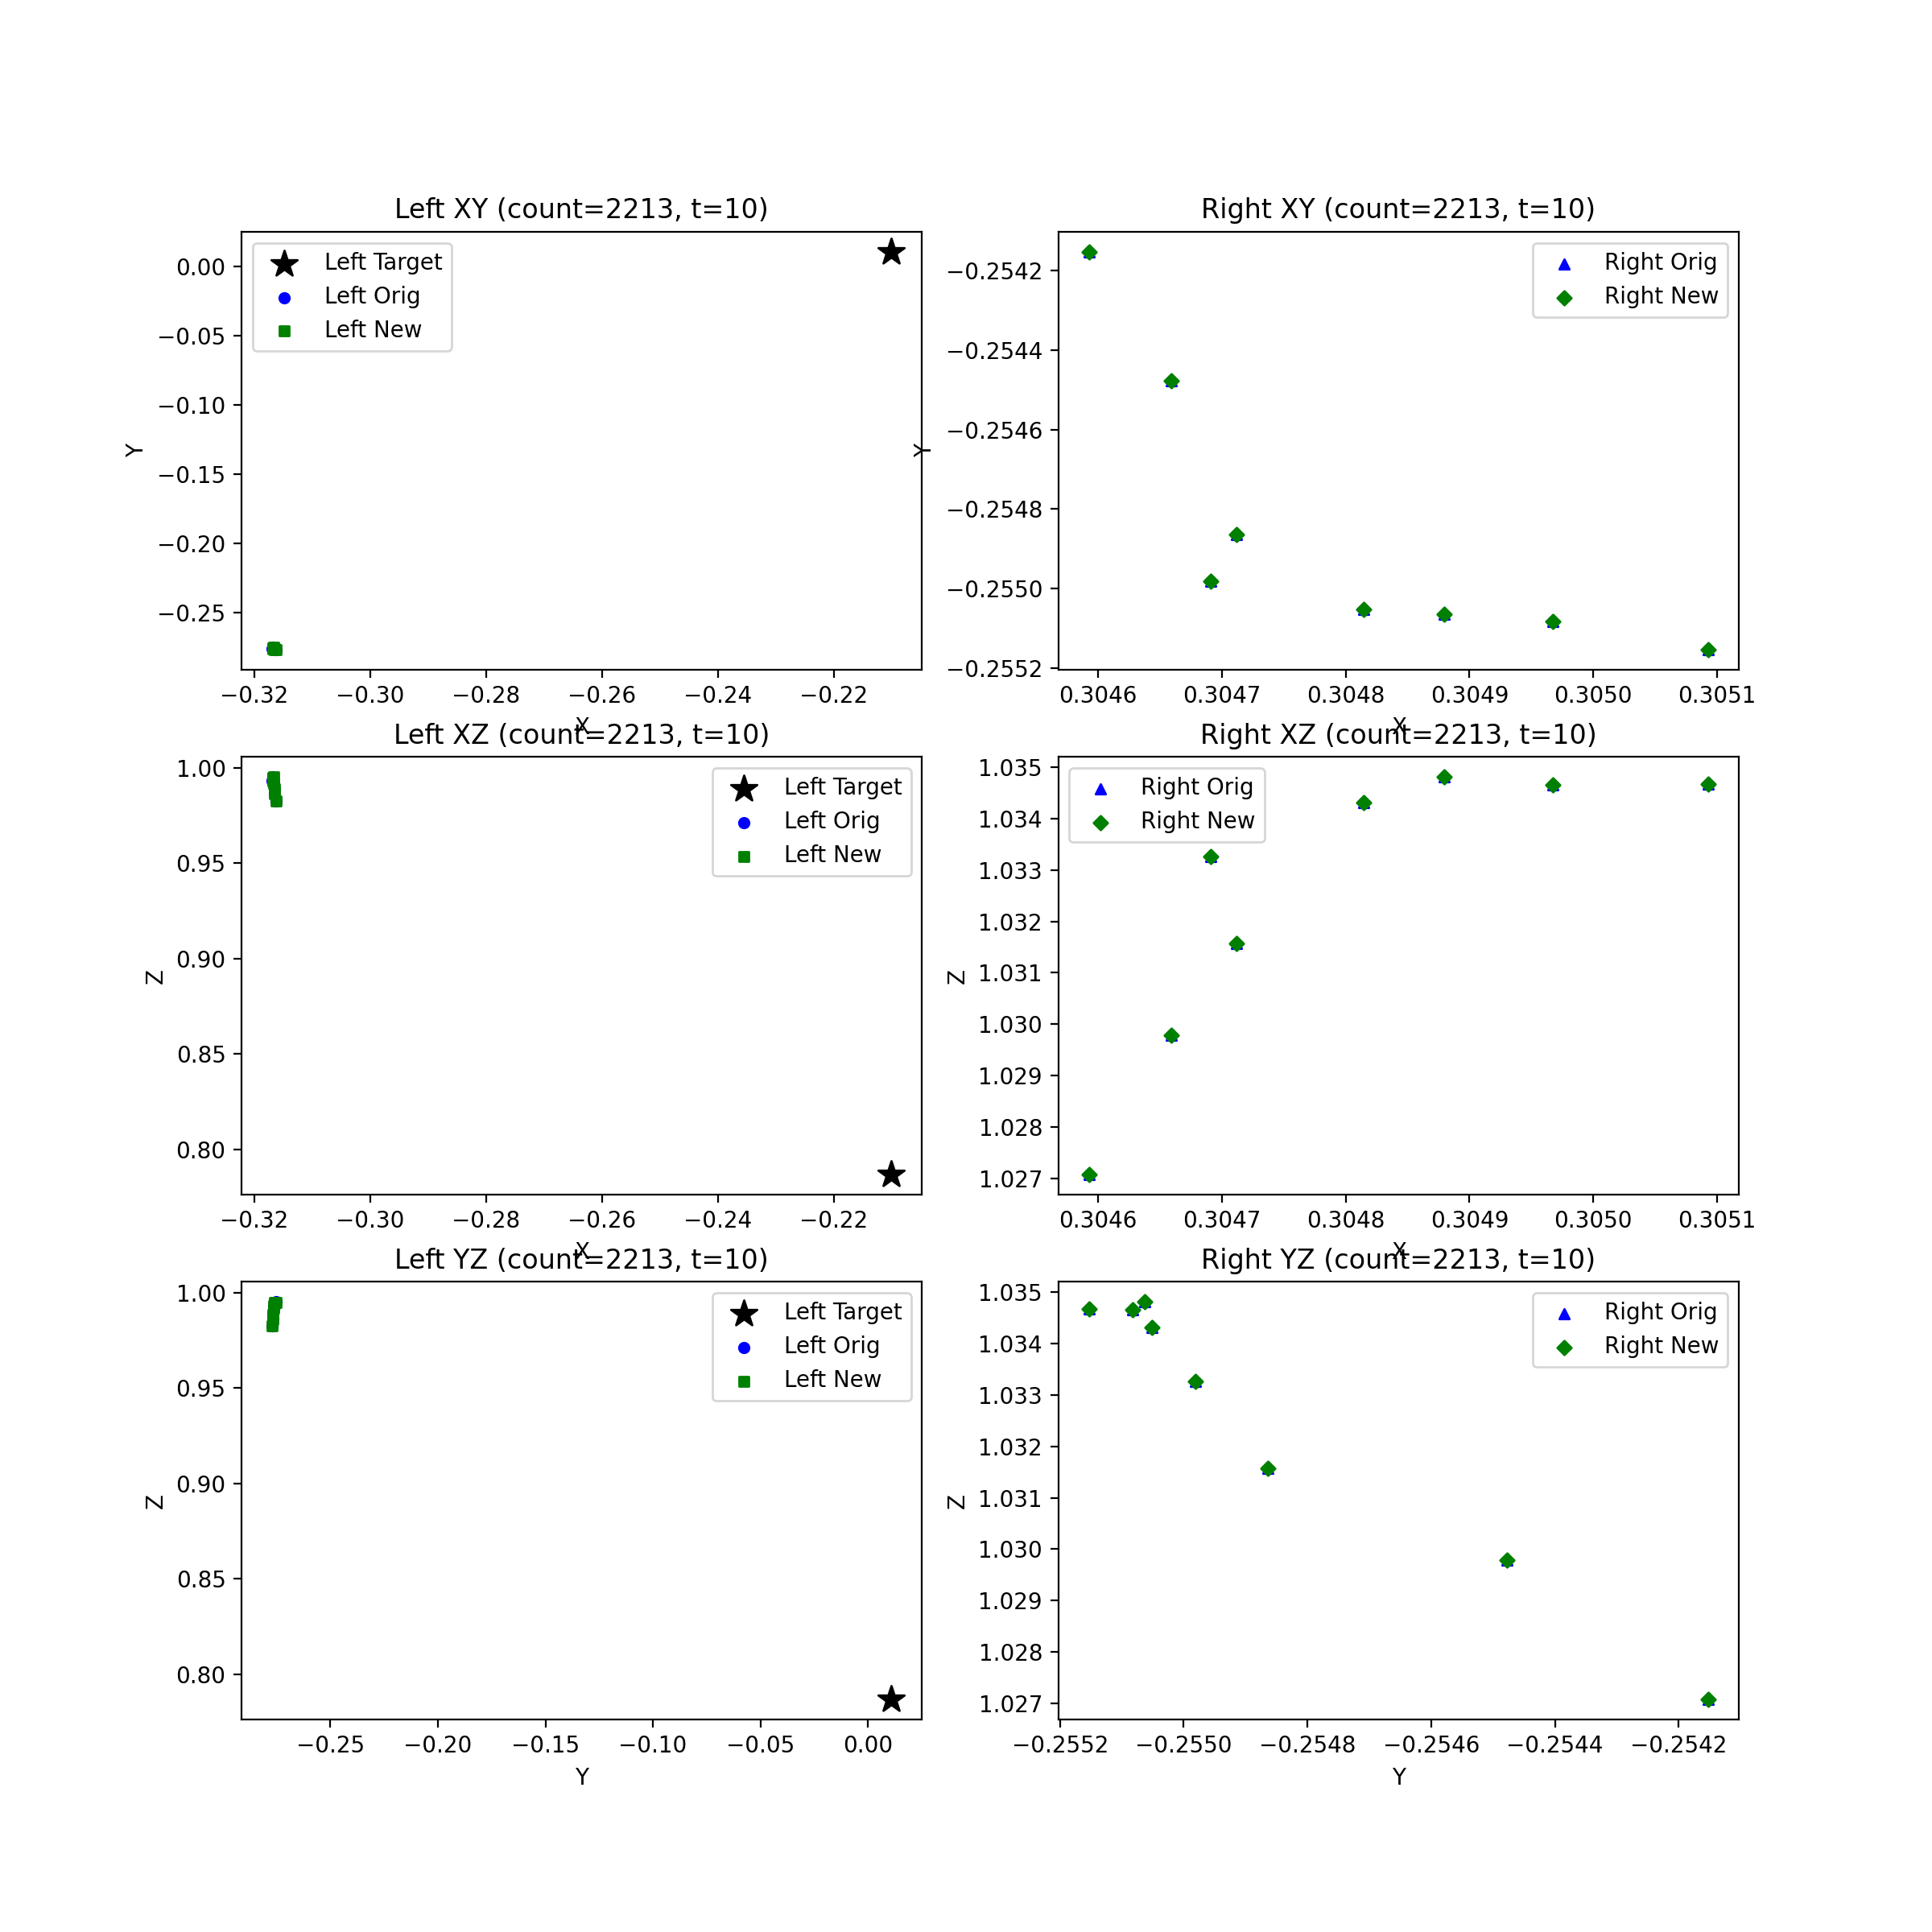 Left XY (count=2213, t=10)
Right XY (count=2213, t=10)
Left Target
Left Orig
Left New
Right Orig
Right New
0.00
−0.05
−0.10
−0.15
−0.20
−0.25
Y
−0.2542
−0.2544
−0.2546
−0.2548
−0.2550
−0.2552
Y
−0.32 −0.30 −0.28 −0.26 −0.24 −0.22
X
0.3046 0.3047 0.3048 0.3049 0.3050 0.3051
X
Left XZ (count=2213, t=10)
Right XZ (count=2213, t=10)
Left Target
Left Orig
Left New
Right Orig
Right New
1.00
0.95
0.90
0.85
0.80
Z
1.035
1.034
1.033
1.032
1.031
1.030
1.029
1.028
1.027
Z
−0.32 −0.30 −0.28 −0.26 −0.24 −0.22
X
0.3046 0.3047 0.3048 0.3049 0.3050 0.3051
X
Left YZ (count=2213, t=10)
Right YZ (count=2213, t=10)
Left Target
Left Orig
Left New
Right Orig
Right New
1.00
0.95
0.90
0.85
0.80
Z
1.035
1.034
1.033
1.032
1.031
1.030
1.029
1.028
1.027
Z
−0.25 −0.20 −0.15 −0.10 −0.05 0.00
Y
−0.2552 −0.2550 −0.2548 −0.2546 −0.2544 −0.2542
Y